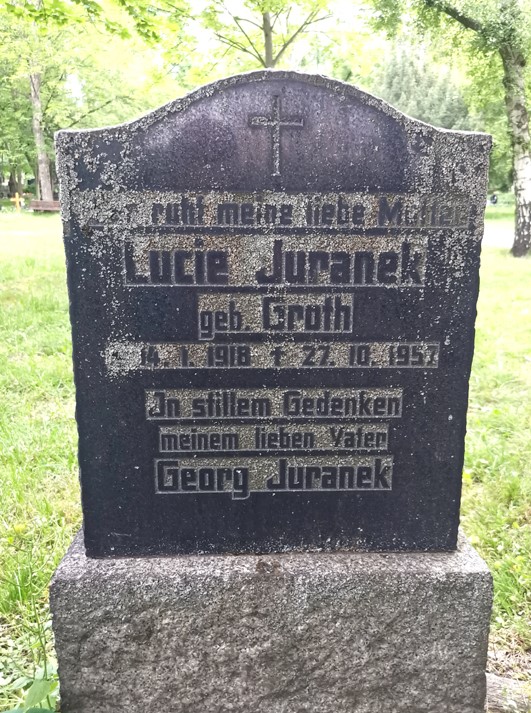 ruht meine liebe Mutter
Lucie Juranek
geb. Groth
14. 1. 1918 † 27. 10. 1957
In stillem Gedenken
meinem lieben Vater
Georg Juranek